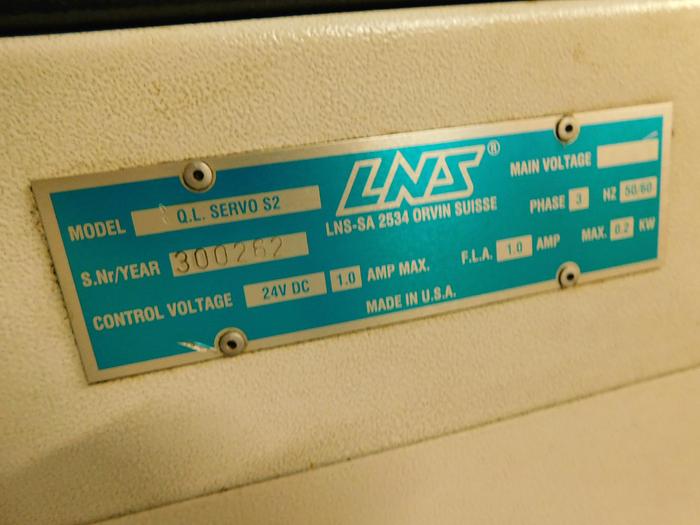 LNS®
LNS-SA 2534 ORVIN SUISSE
MODEL Q.L. SERVO S2
S.Nr/YEAR 300262
CONTROL VOLTAGE 24V DC 1.0 AMP MAX.
MAIN VOLTAGE
PHASE 3 HZ 50/60
F.L.A. 1.0 AMP MAX. 0.2 KW
MADE IN U.S.A.